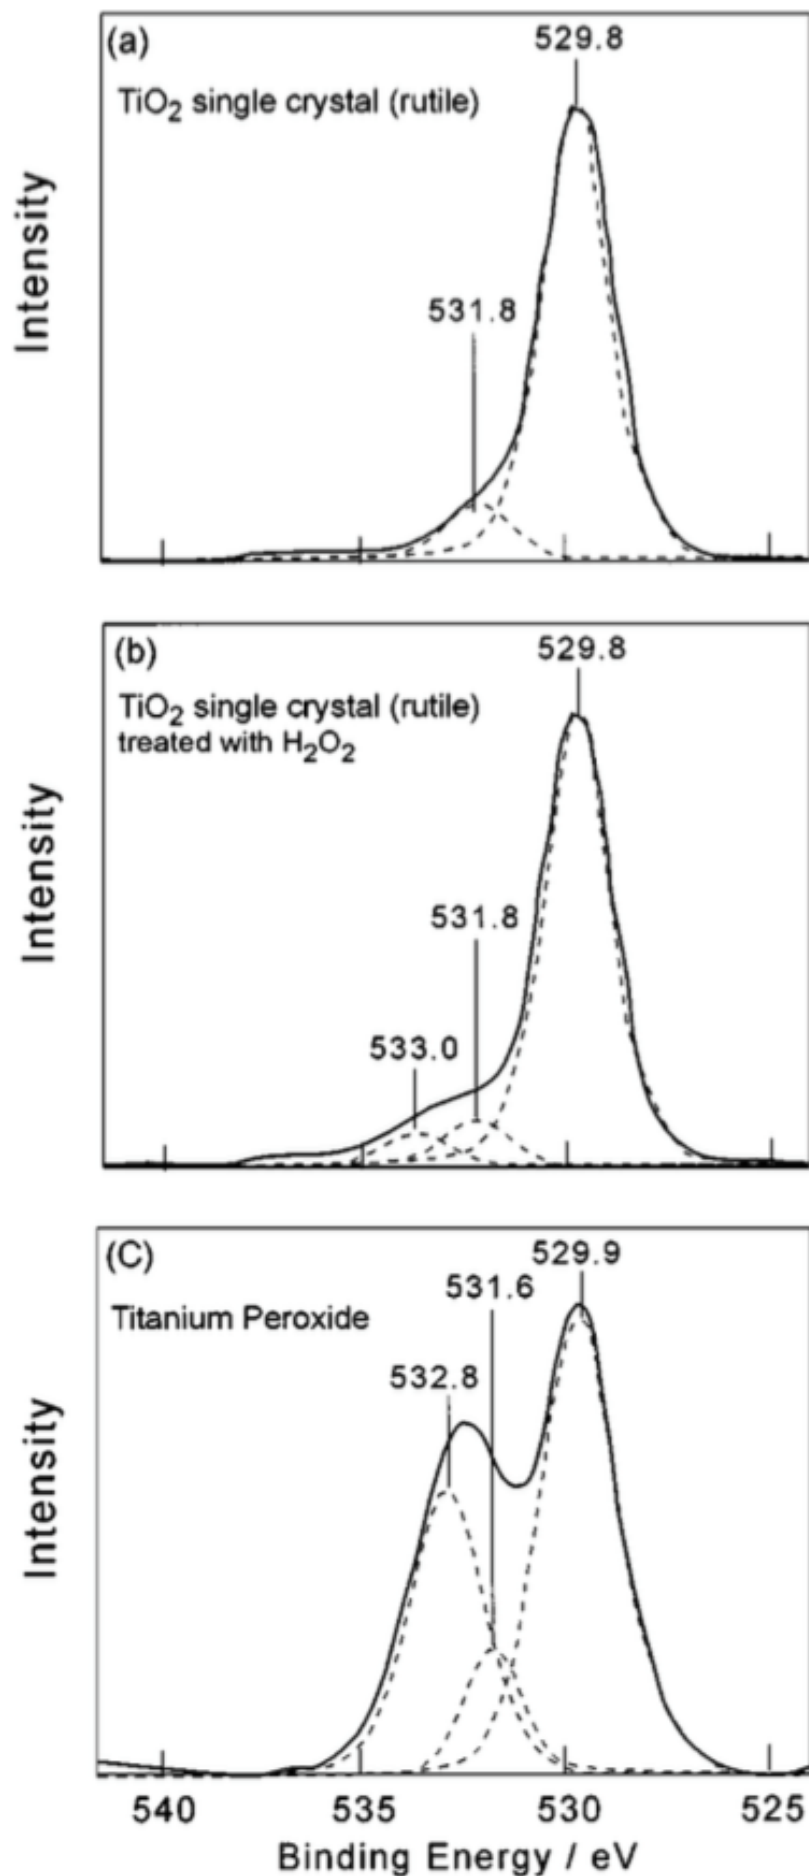 (a)
529.8
TiO₂ single crystal (rutile)
531.8
Intensity
(b)
529.8
TiO₂ single crystal (rutile)
treated with H₂O₂
531.8
533.0
Intensity
(C)
529.9
531.6
Titanium Peroxide
532.8
Intensity
540 535 530 525
Binding Energy / eV